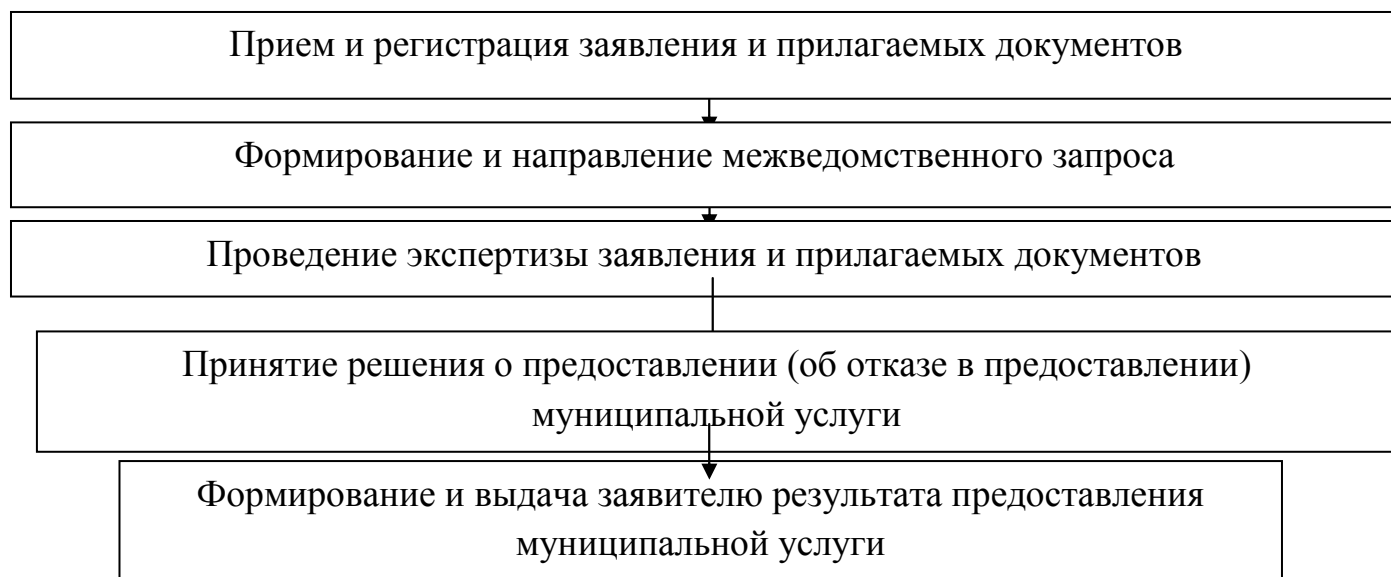 Прием и регистрация заявления и прилагаемых документов
Формирование и направление межведомственного запроса
Проведение экспертизы заявления и прилагаемых документов
Принятие решения о предоставлении (об отказе в предоставлении)
муниципальной услуги
Формирование и выдача заявителю результата предоставления
муниципальной услуги